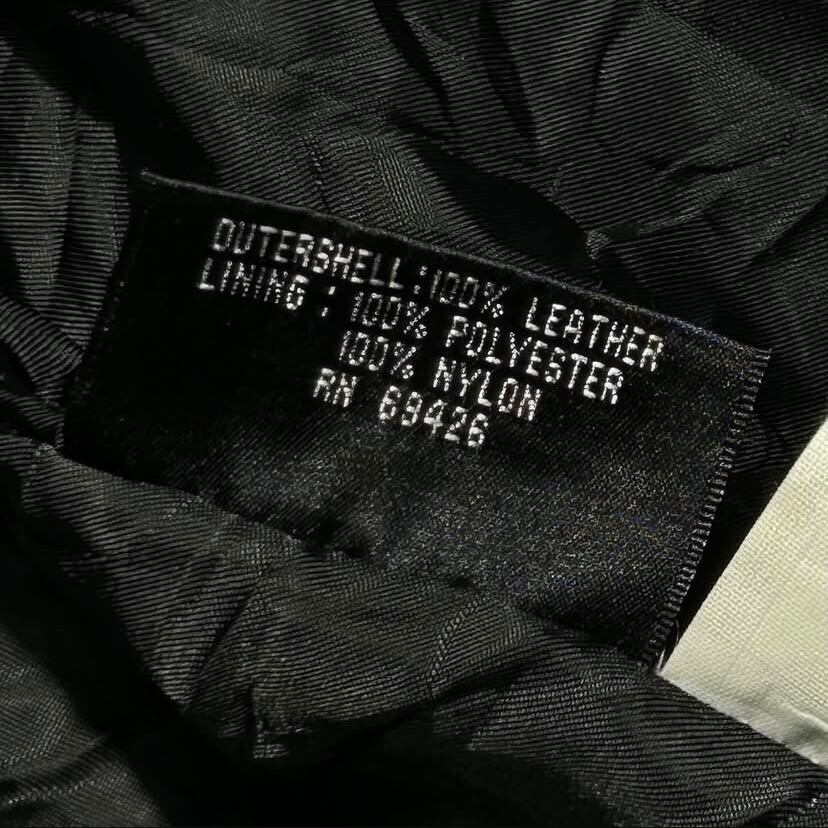 OUTERSHELL:100% LEATHER
LINING: 100% POLYESTER
100% NYLON
RN 69426